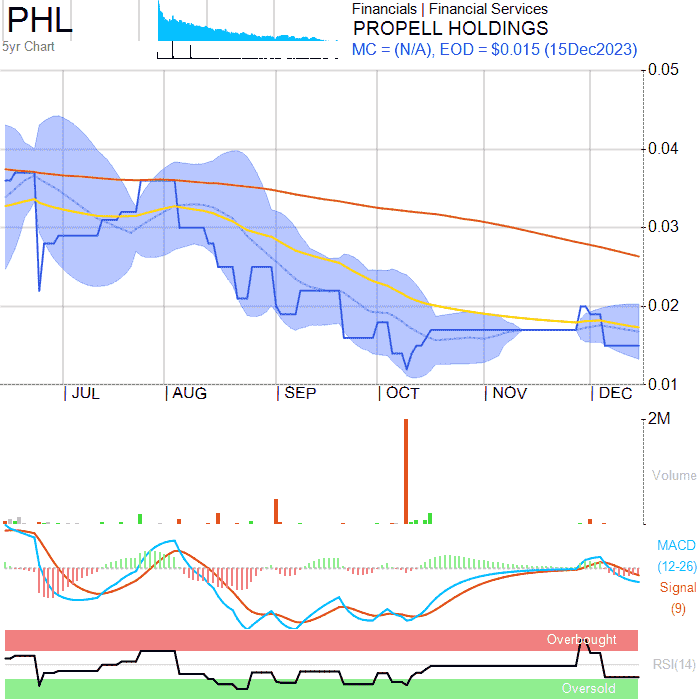 PHL
5yr Chart
Financials | Financial Services
PROPELL HOLDINGS
MC = (N/A), EOD = $0.015 (15Dec2023)
0.05
0.04
0.03
0.02
0.01
JUL AUG SEP OCT NOV DEC
2M
Volume
MACD
(12-26)
Signal
(9)
Overbought
RSI(14)
Oversold